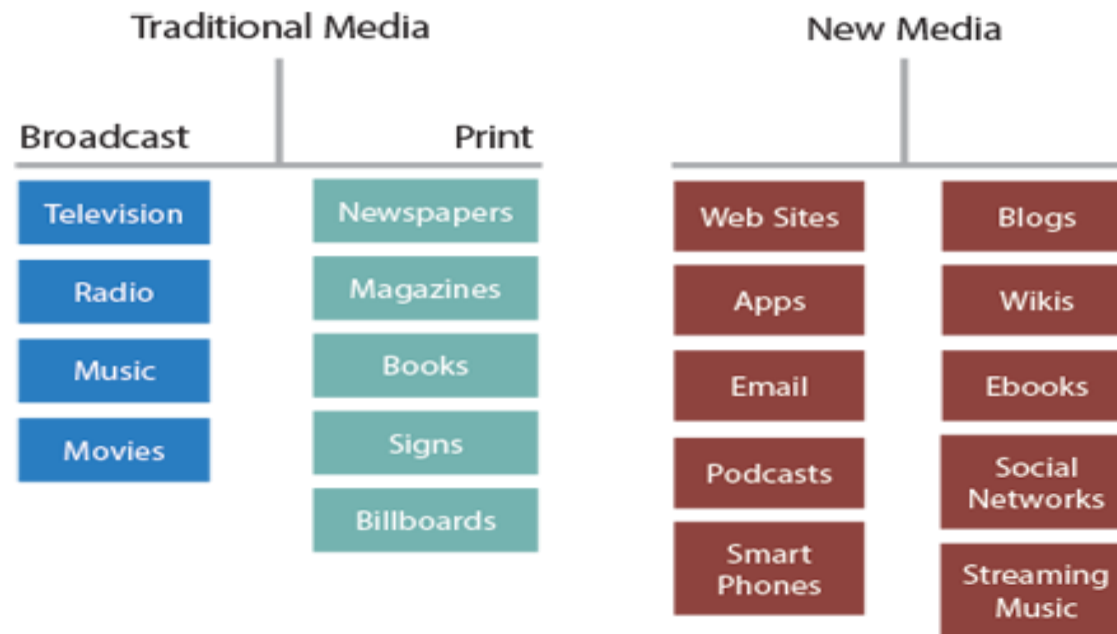 Traditional Media
Broadcast
Print
Television
Radio
Music
Movies
Newspapers
Magazines
Books
Signs
Billboards
New Media
Web Sites
Apps
Email
Podcasts
Smart
Phones
Blogs
Wikis
Ebooks
Social
Networks
Streaming
Music